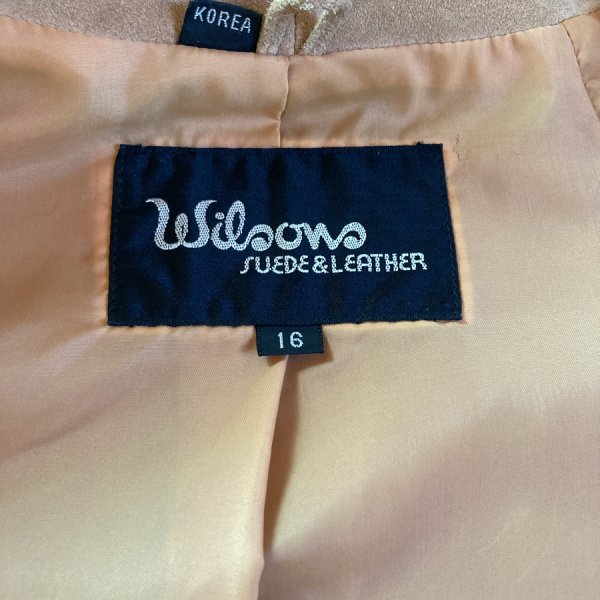 KOREA
Wilsons
SUEDE & LEATHER
16